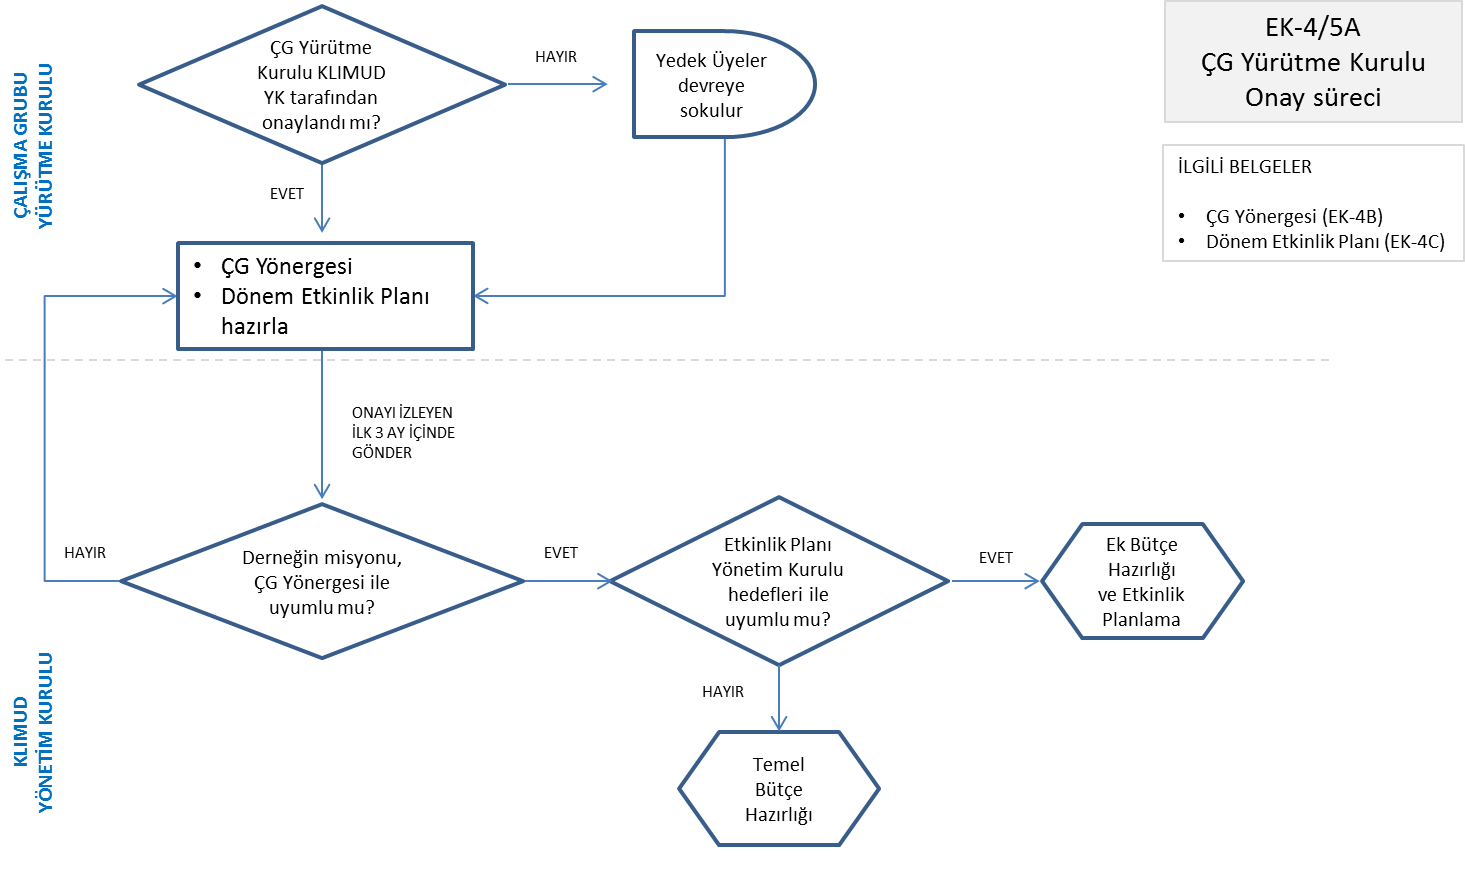 ÇALIŞMA GRUBU
YÜRÜTME KURULU
ÇG Yürütme
Kurulu KLIMUD
YK tarafından
onaylandı mı?
HAYIR
Yedek Üyeler
devreye
sokulur
EK-4/5A
ÇG Yürütme Kurulu
Onay süreci
İLGİLİ BELGELER
• ÇG Yönergesi (EK-4B)
• Dönem Etkinlik Planı (EK-4C)
EVET
• ÇG Yönergesi
• Dönem Etkinlik Planı
hazırla
ONAYI İZLEYEN
İLK 3 AY İÇİNDE
GÖNDER
KLIMUD
YÖNETİM KURULU
HAYIR
Derneğin misyonu,
ÇG Yönergesi ile
uyumlu mu?
EVET
Etkinlik Planı
Yönetim Kurulu
hedefleri ile
uyumlu mu?
EVET
Ek Bütçe
Hazırlığı
ve Etkinlik
Planlama
HAYIR
Temel
Bütçe
Hazırlığı